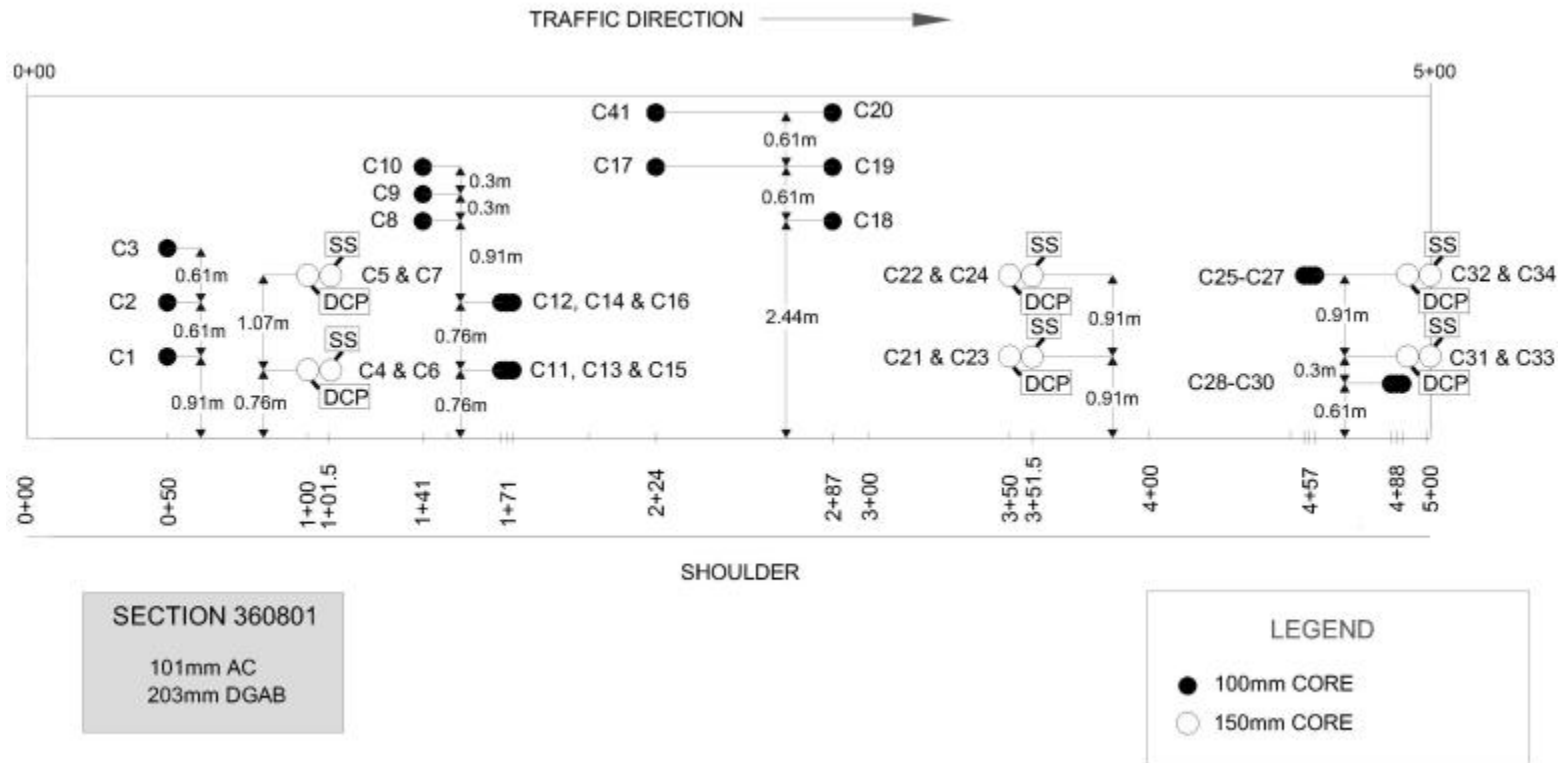 TRAFFIC DIRECTION
0+00
5+00
C41
C20
0.61m
C10
C17
C19
0.3m
C9
0.3m
0.61m
C8
C18
C3
SS
0.91m
SS
SS
0.61m
C5 & C7
C22 & C24
C25-C27
C32 & C34
C2
DCP
C12, C14 & C16
DCP
DCP
0.61m
1.07m
2.44m
0.91m
0.91m
SS
0.76m
SS
SS
C1
C4 & C6
C11, C13 & C15
C21 & C23
C31 & C33
0.3m
DCP
C28-C30
DCP
DCP
0.91m
0.76m
0.76m
0.91m
0.61m
0+00
0+50
1+00
1+01.5
1+41
1+71
2+24
2+87
3+00
3+50
3+51.5
4+00
4+57
4+88
5+00
SHOULDER
SECTION 360801
101mm AC
203mm DGAB
LEGEND
100mm CORE
150mm CORE